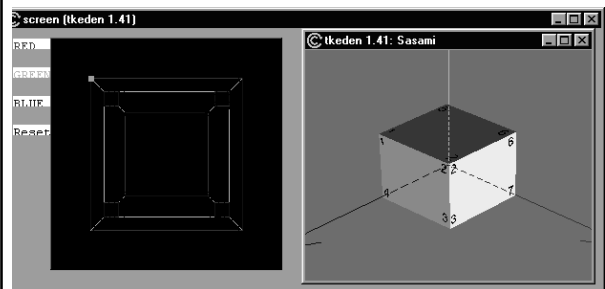 screen (tkeden 1.41)
tkeden 1.41: Sasami
RED
GREEN
BLUE
Reset
1
6
2 2
4
7
3 3